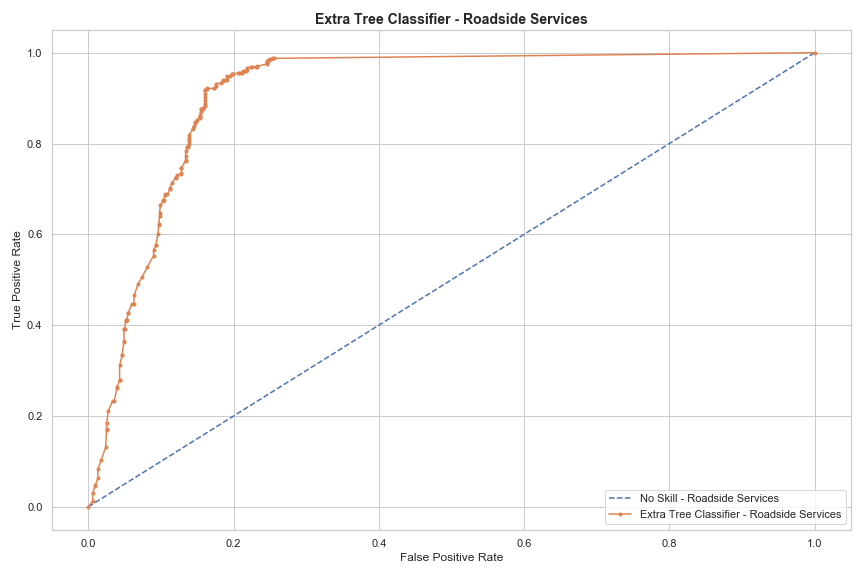 Extra Tree Classifier - Roadside Services
True Positive Rate
1.0
0.8
0.6
0.4
0.2
0.0
0.0 0.2 0.4 0.6 0.8 1.0
False Positive Rate
No Skill - Roadside Services
Extra Tree Classifier - Roadside Services